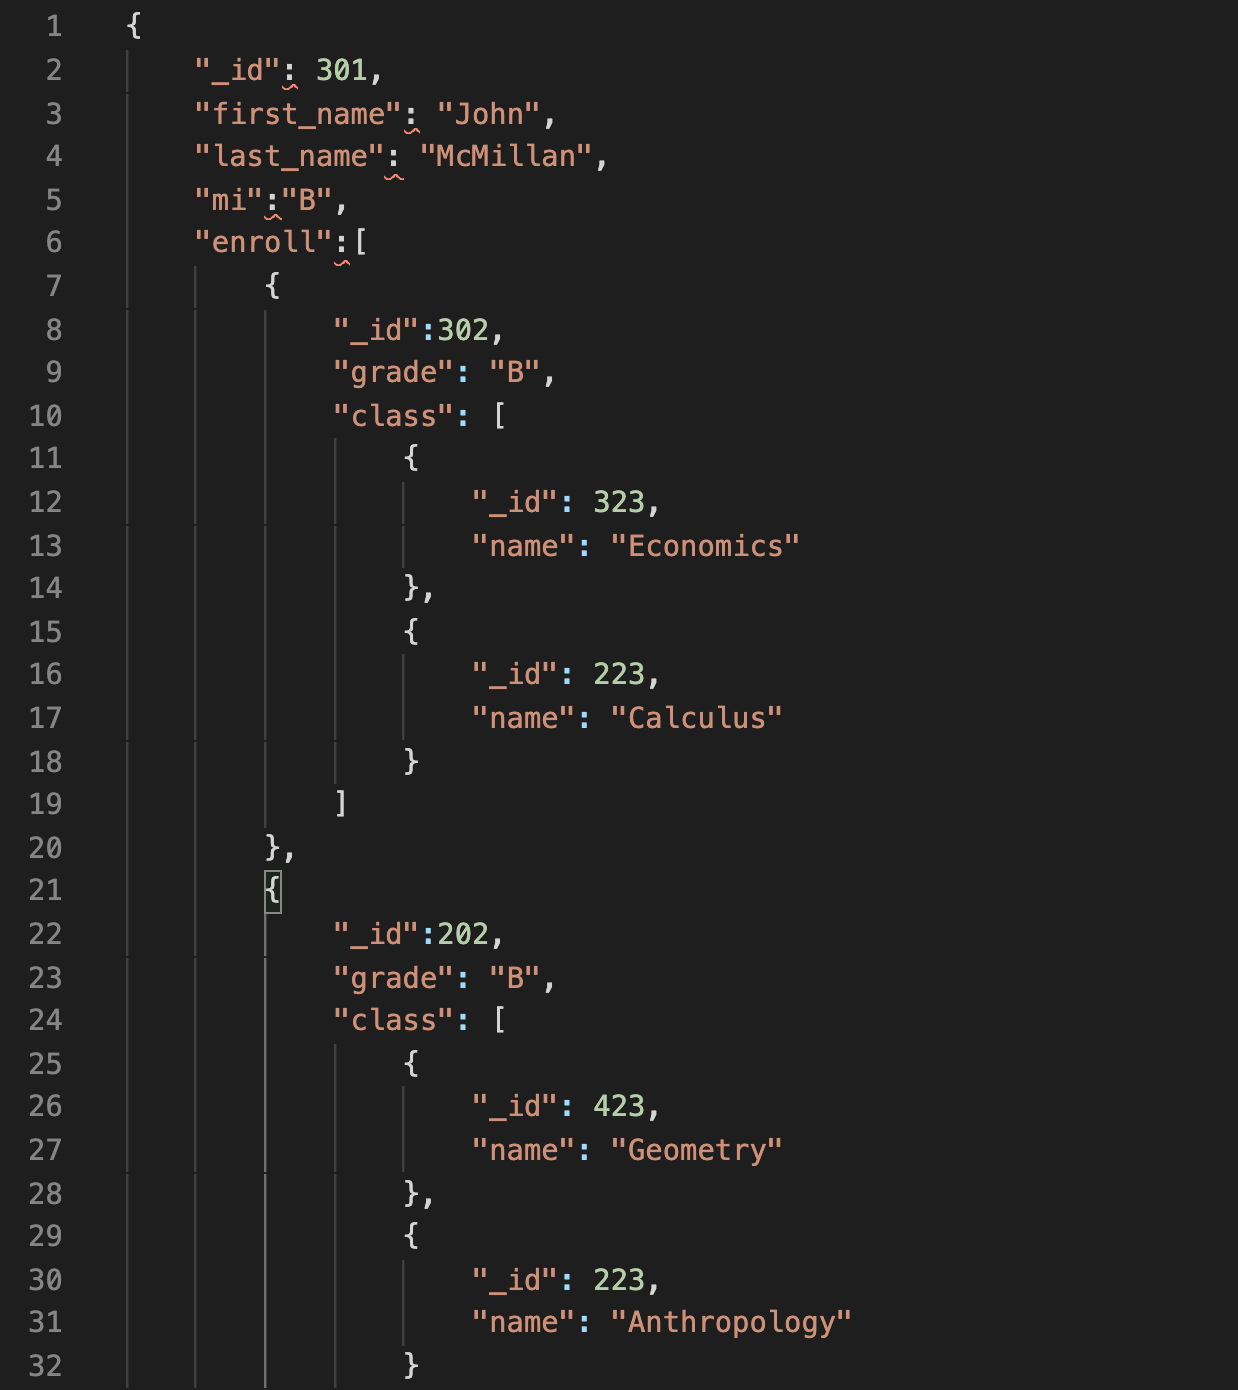 1 {
2 "_id": 301,
3 "first_name": "John",
4 "last_name": "McMillan",
5 "mi":"B",
6 "enroll":[
7 {
8 "_id":302,
9 "grade": "B",
10 "class": [
11 {
12 "_id": 323,
13 "name": "Economics"
14 },
15 {
16 "_id": 223,
17 "name": "Calculus"
18 }
19 ]
20 },
21 {
22 "_id":202,
23 "grade": "B",
24 "class": [
25 {
26 "_id": 423,
27 "name": "Geometry"
28 },
29 {
30 "_id": 223,
31 "name": "Anthropology"
32 }